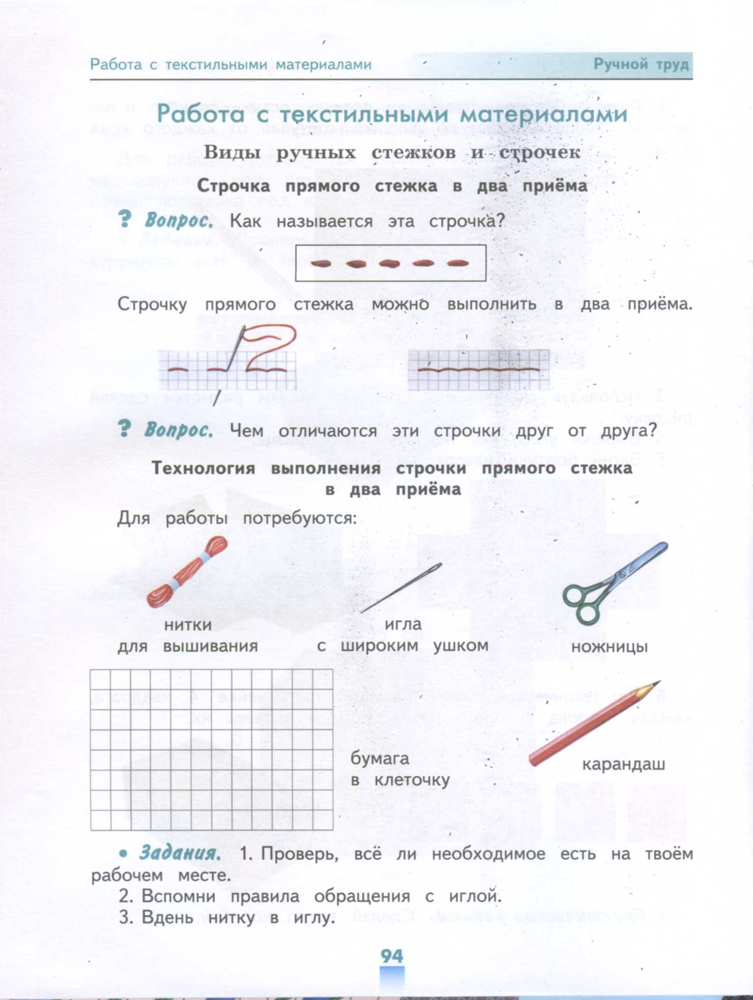 Работа с текстильными материалами Ручной труд
Работа с текстильными материалами
Виды ручных стежков и строчек
Строчка прямого стежка в два приёма
? Вопрос. Как называется эта строчка?
Строчку прямого стежка можно выполнить в два приёма.
? Вопрос. Чем отличаются эти строчки друг от друга?
Технология выполнения строчки прямого стежка
в два приёма
Для работы потребуются:
нитки
для вышивания
игла
с широким ушком
ножницы
бумага
в клеточку
карандаш
• Задания. 1. Проверь, всё ли необходимое есть на твоём
рабочем месте.
2. Вспомни правила обращения с иглой.
3. Вдень нитку в иглу.
94